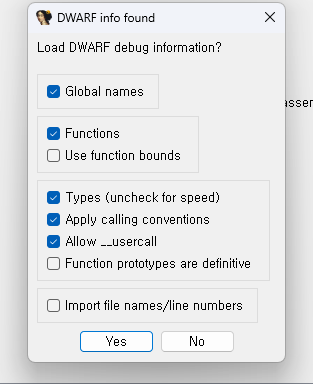 DWARF info found
Load DWARF debug information?
Global names
Functions
Use function bounds
Types (uncheck for speed)
Apply calling conventions
Allow __usercall
Function prototypes are definitive
Import file names/line numbers
Yes No